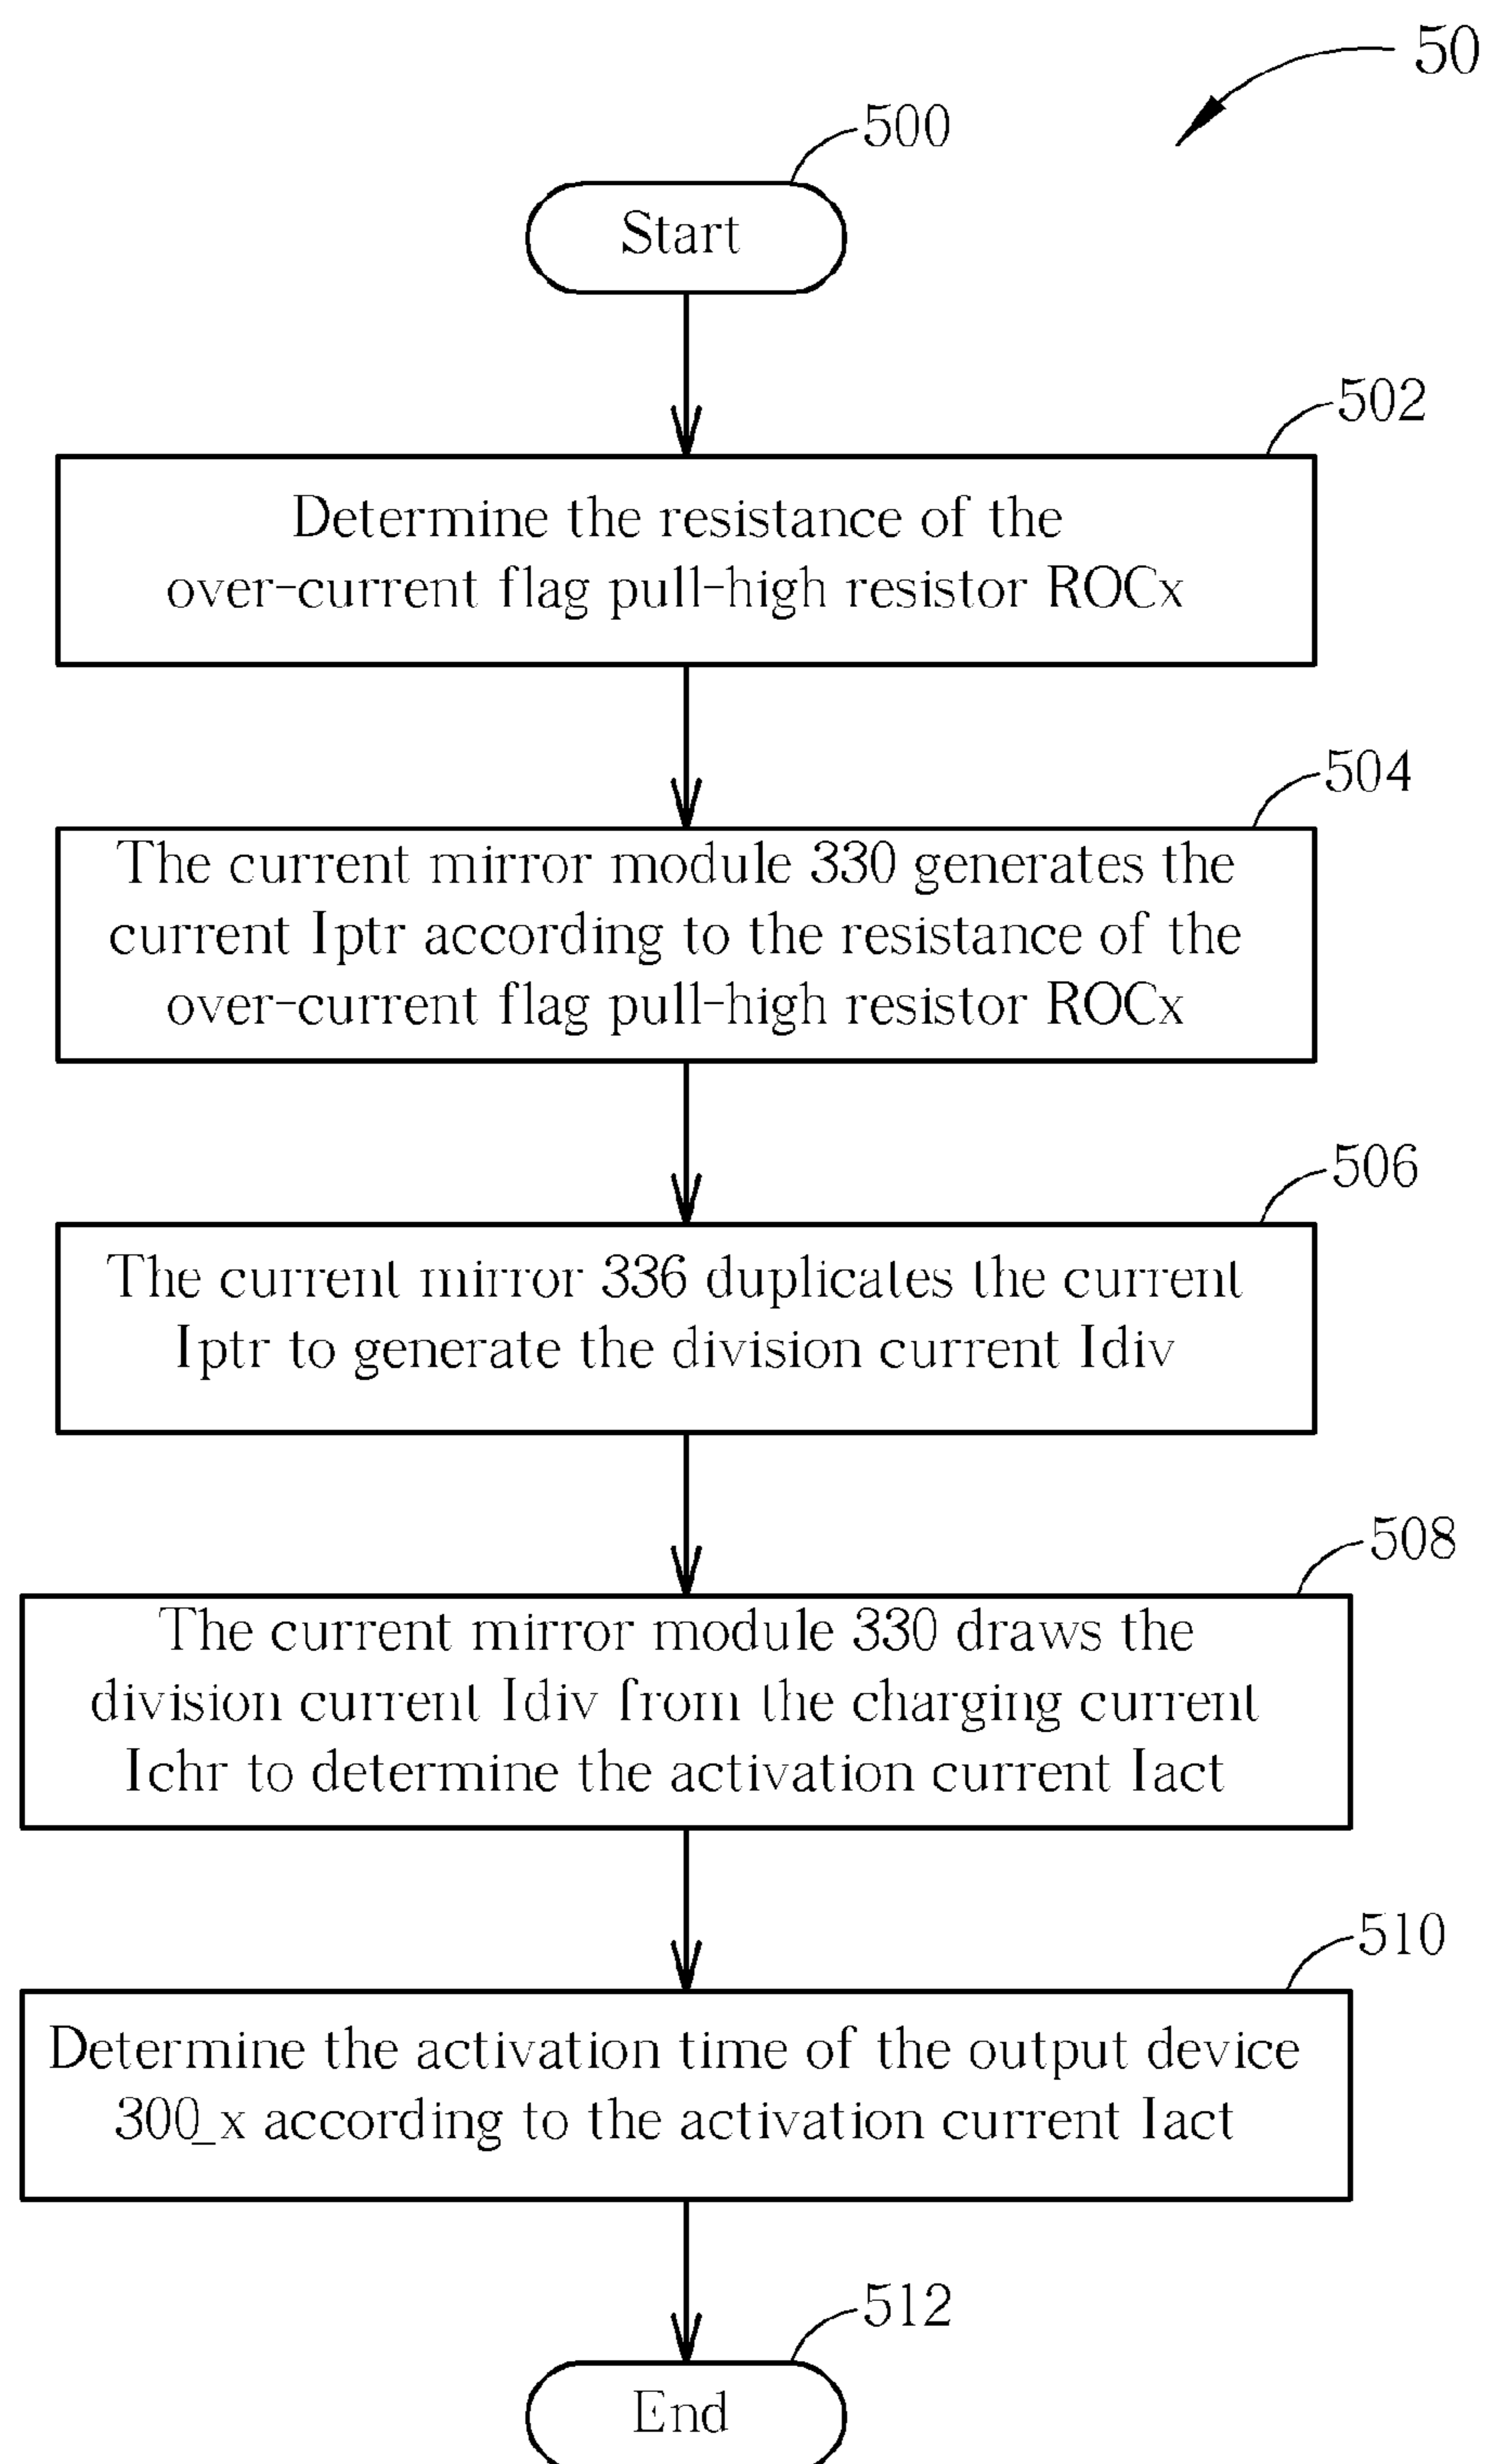 50
500
Start
502
Determine the resistance of the
over-current flag pull-high resistor ROCx
504
The current mirror module 330 generates the
current Iptr according to the resistance of the
over-current flag pull-high resistor ROCx
506
The current mirror 336 duplicates the current
Iptr to generate the division current Idiv
508
The current mirror module 330 draws the
division current Idiv from the charging current
Ichr to determine the activation current Iact
510
Determine the activation time of the output device
300_x according to the activation current Iact
512
End